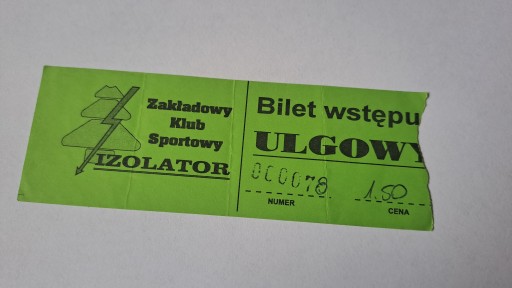 Zakładowy
Klub
Sportowy
IZOLATOR
Bilet wstępu
ULGOWY
000078
1.50
NUMER
CENA